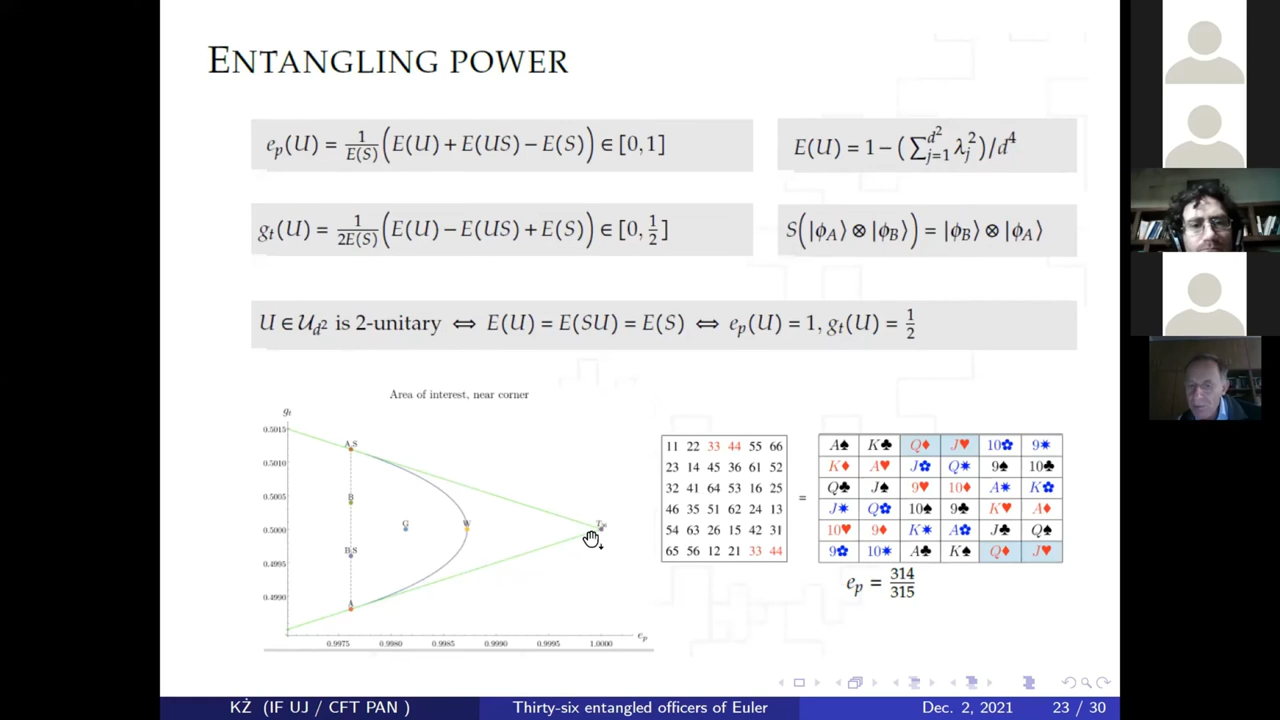 ENTANGLING POWER
e_p(U) = 1/E(S) (E(U) + E(US) − E(S)) ∈ [0,1]
E(U) = 1 − (∑_{j=1}^{d²} λ_j²)/d⁴
g_t(U) = 1/2E(S) (E(U) − E(US) + E(S)) ∈ [0, 1/2]
S(|ϕ_A⟩ ⊗ |ϕ_B⟩) = |ϕ_B⟩ ⊗ |ϕ_A⟩
U ∈ 𝒰_{d²} is 2-unitary ⟺ E(U) = E(SU) = E(S) ⟺ e_p(U) = 1, g_t(U) = 1/2
Area of interest, near corner
g_t
0.5015
0.5010
0.5005
0.5000
0.4995
0.4990
A_S
B
G
W
B_S
A
0.9975 0.9980 0.9985 0.9990 0.9995 1.0000
e_p
11 22 33 44 55 66
23 14 45 36 61 52
32 41 64 53 16 25
46 35 51 62 24 13
54 63 26 15 42 31
65 56 12 21 33 44
=
A♠ K♣ Q♦ J♥ 10✿ 9✷
K♦ A♥ J✿ Q✷ 9♠ 10♣
Q♣ J♠ 9♥ 10♦ A✷ K✿
J✷ Q✿ 10♠ 9♣ K♥ A♦
10♥ 9♦ K✷ A✿ J♣ Q♠
9✿ 10✷ A♣ K♠ Q♦ J♥
e_p = 314/315
KŻ (IF UJ / CFT PAN )
Thirty-six entangled officers of Euler
Dec. 2, 2021
23 / 30